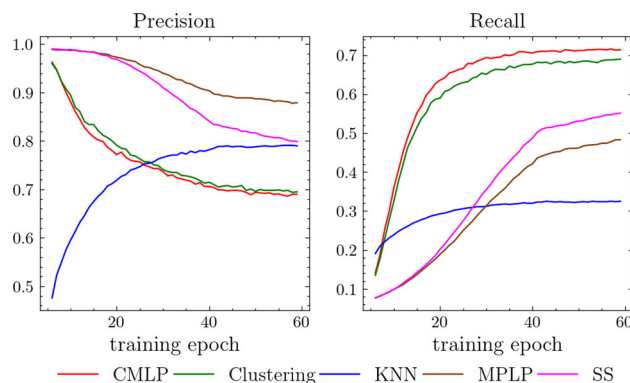 Precision
Recall
1.0
0.9
0.8
0.7
0.6
0.5
20
40
60
training epoch
0.7
0.6
0.5
0.4
0.3
0.2
0.1
0
20
40
60
training epoch
CMLP
Clustering
KNN
MPLP
SS